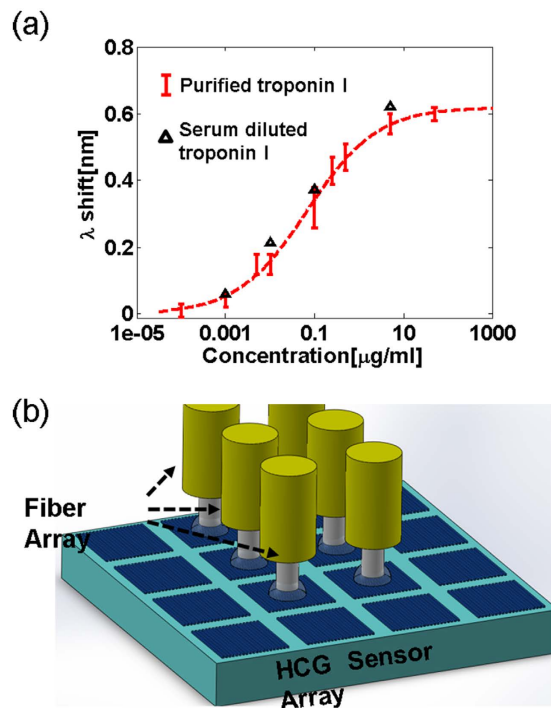 (a)
λ shift[nm]
0.8
0.6
0.4
0.2
0
Purified troponin I
Serum diluted
troponin I
1e-05
0.001
0.1
10
1000
Concentration[μg/ml]
(b)
Fiber
Array
HCG Sensor
Array